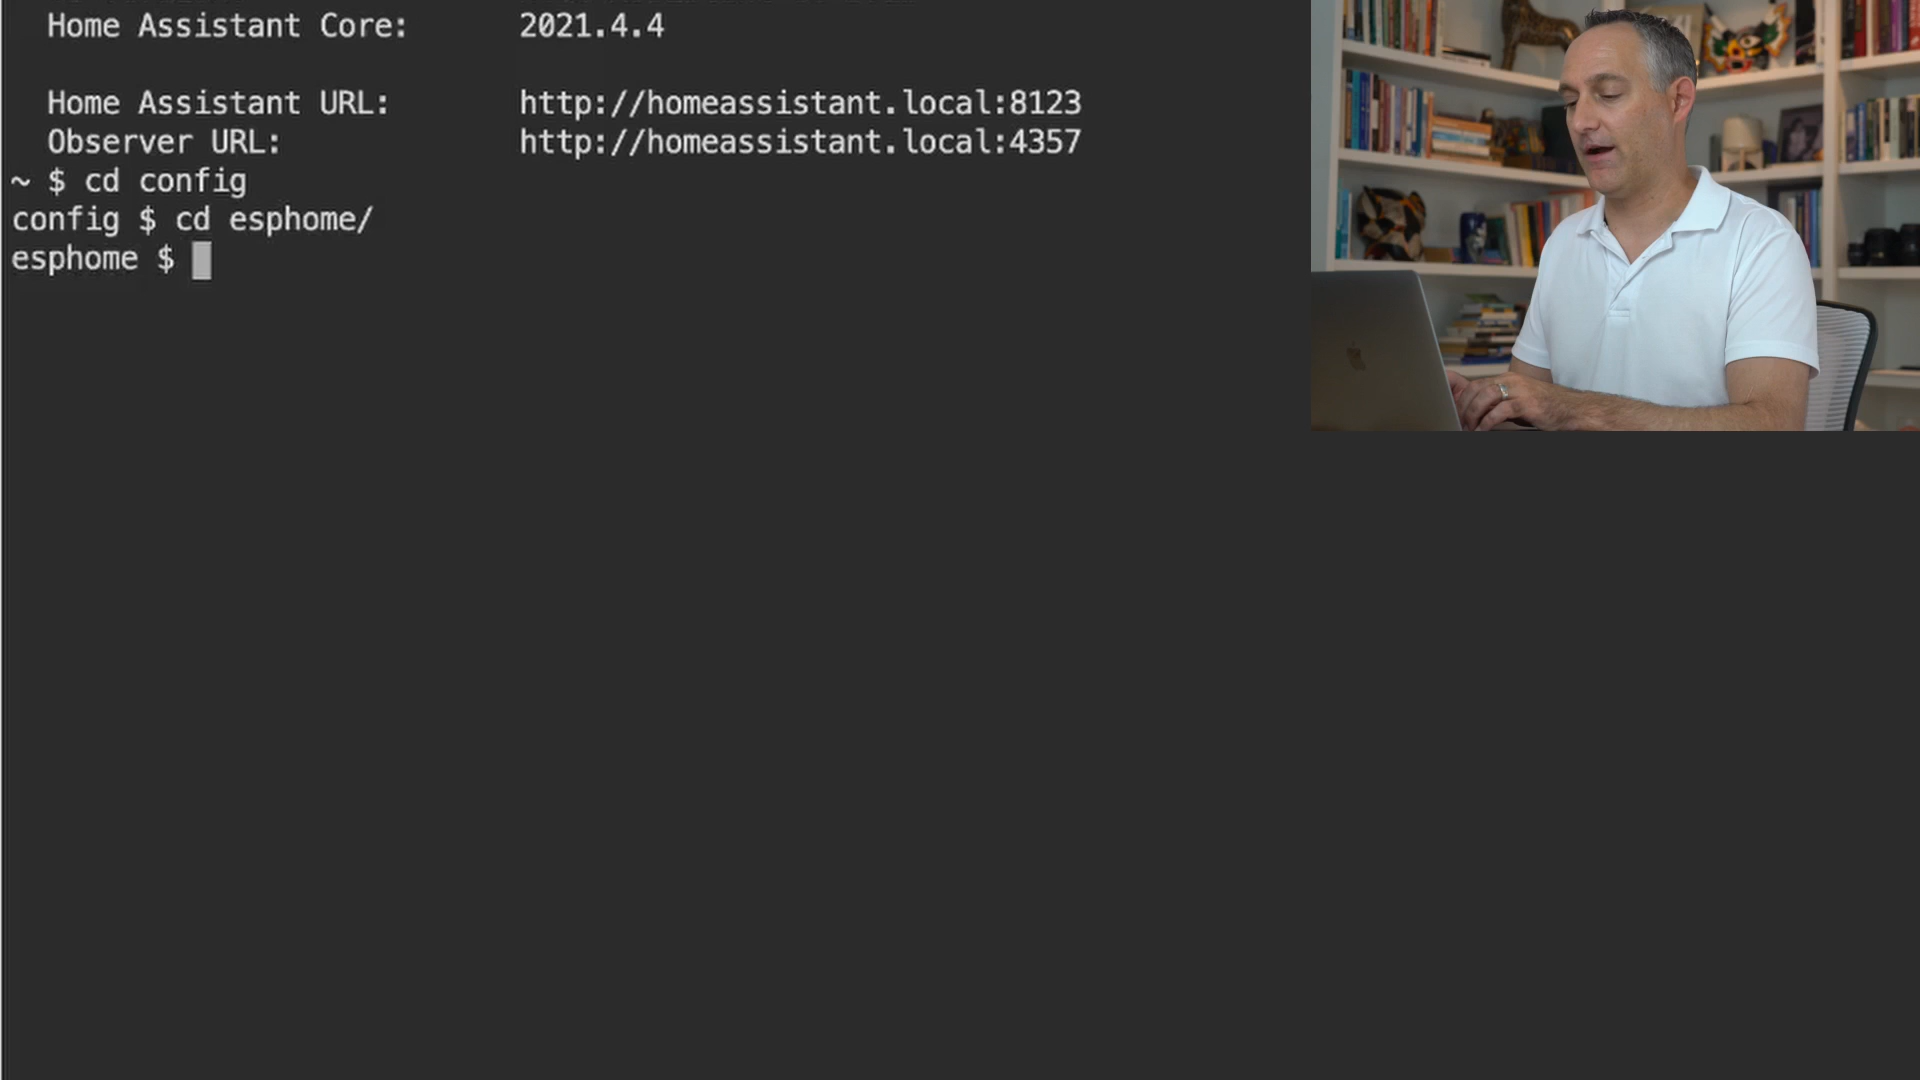 Home Assistant Core: 2021.4.4
Home Assistant URL: http://homeassistant.local:8123
Observer URL: http://homeassistant.local:4357
~ $ cd config
config $ cd esphome/
esphome $